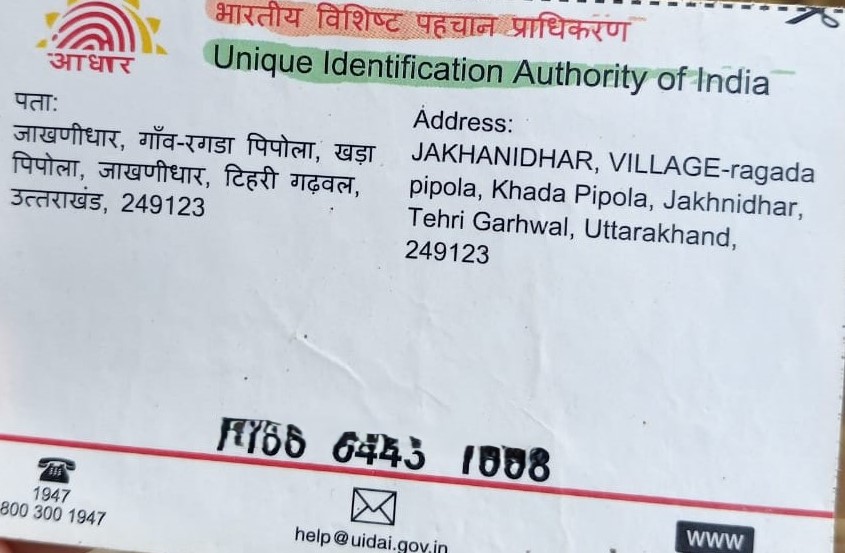 भारतीय विशिष्ट पहचान प्राधिकरण
Unique Identification Authority of India
आधार
पता:
जाखणीधार, गाँव-रगडा पिपोला, खड़ा
पिपोला, जाखणीधार, टिहरी गढ़वल,
उत्तराखंड, 249123
Address:
JAKHANIDHAR, VILLAGE-ragada
pipola, Khada Pipola, Jakhnidhar,
Tehri Garhwal, Uttarakhand,
249123
1947
800 300 1947
help@uidai.gov.in
WWW